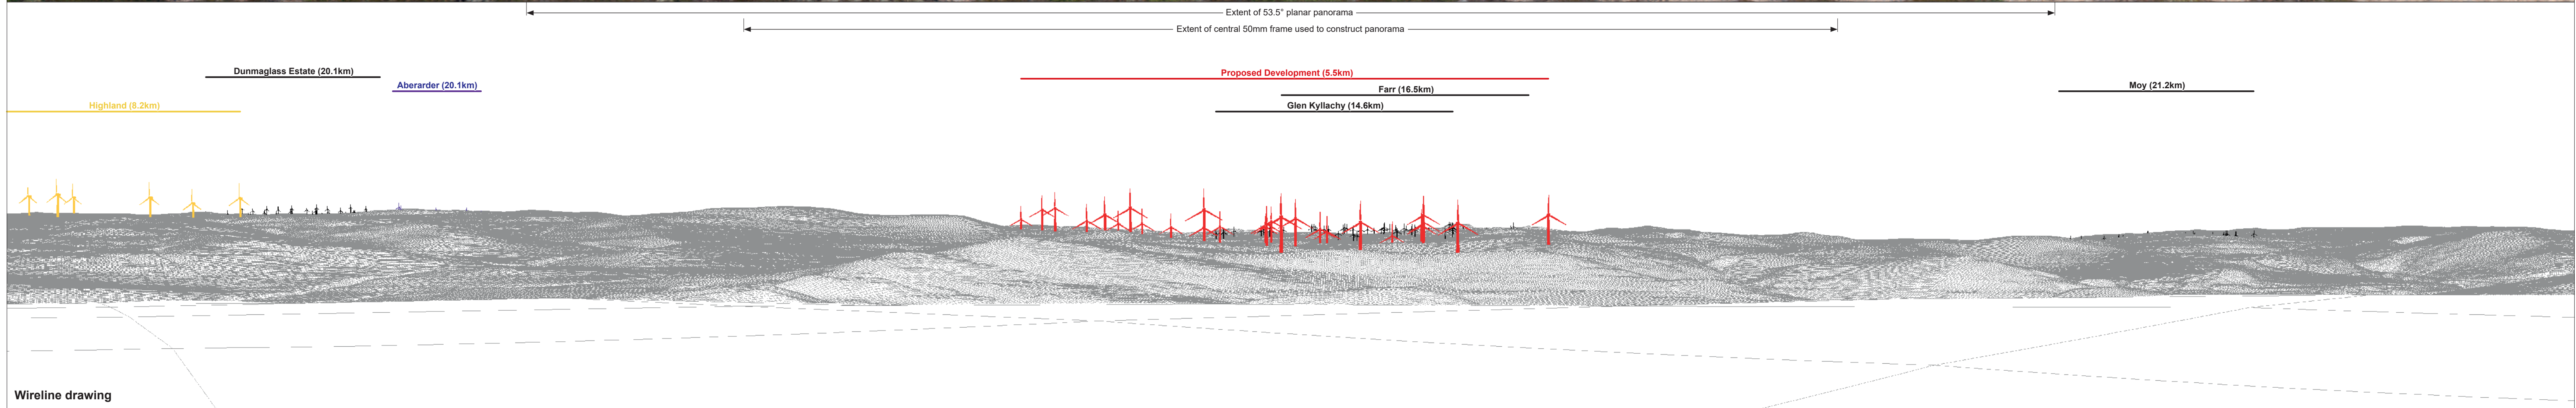 Extent of 53.5° planar panorama
Extent of central 50mm frame used to construct panorama
Dunmaglass Estate (20.1km)
Proposed Development (5.5km)
Aberarder (20.1km)
Moy (21.2km)
Farr (16.5km)
Highland (8.2km)
Glen Kyllachy (14.6km)
Wireline drawing